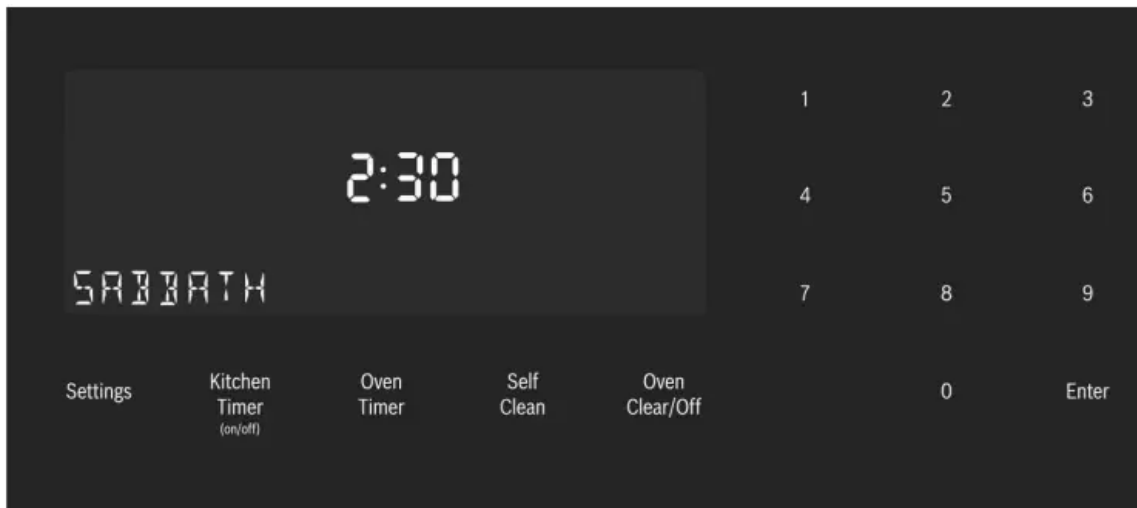 1 2 3
2:30
4 5 6
SABBATH
7 8 9
Settings
Kitchen
Timer
(on/off)
Oven
Timer
Self
Clean
Oven
Clear/Off
0 Enter